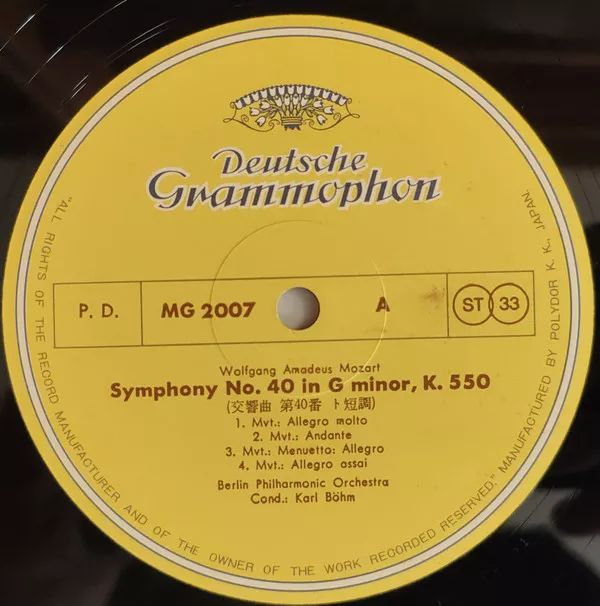 Deutsche
Grammophon
P. D. MG 2007 A ST 33
Wolfgang Amadeus Mozart
Symphony No. 40 in G minor, K. 550
(交響曲 第40番 ト短調)
1. Mvt.: Allegro molto
2. Mvt.: Andante
3. Mvt.: Menuetto: Allegro
4. Mvt.: Allegro assai
Berlin Philharmonic Orchestra
Cond.: Karl Böhm
"ALL RIGHTS OF THE RECORD MANUFACTURER AND OF THE OWNER OF THE WORK RECORDED RESERVED." MANUFACTURED BY POLYDOR K. K., JAPAN.